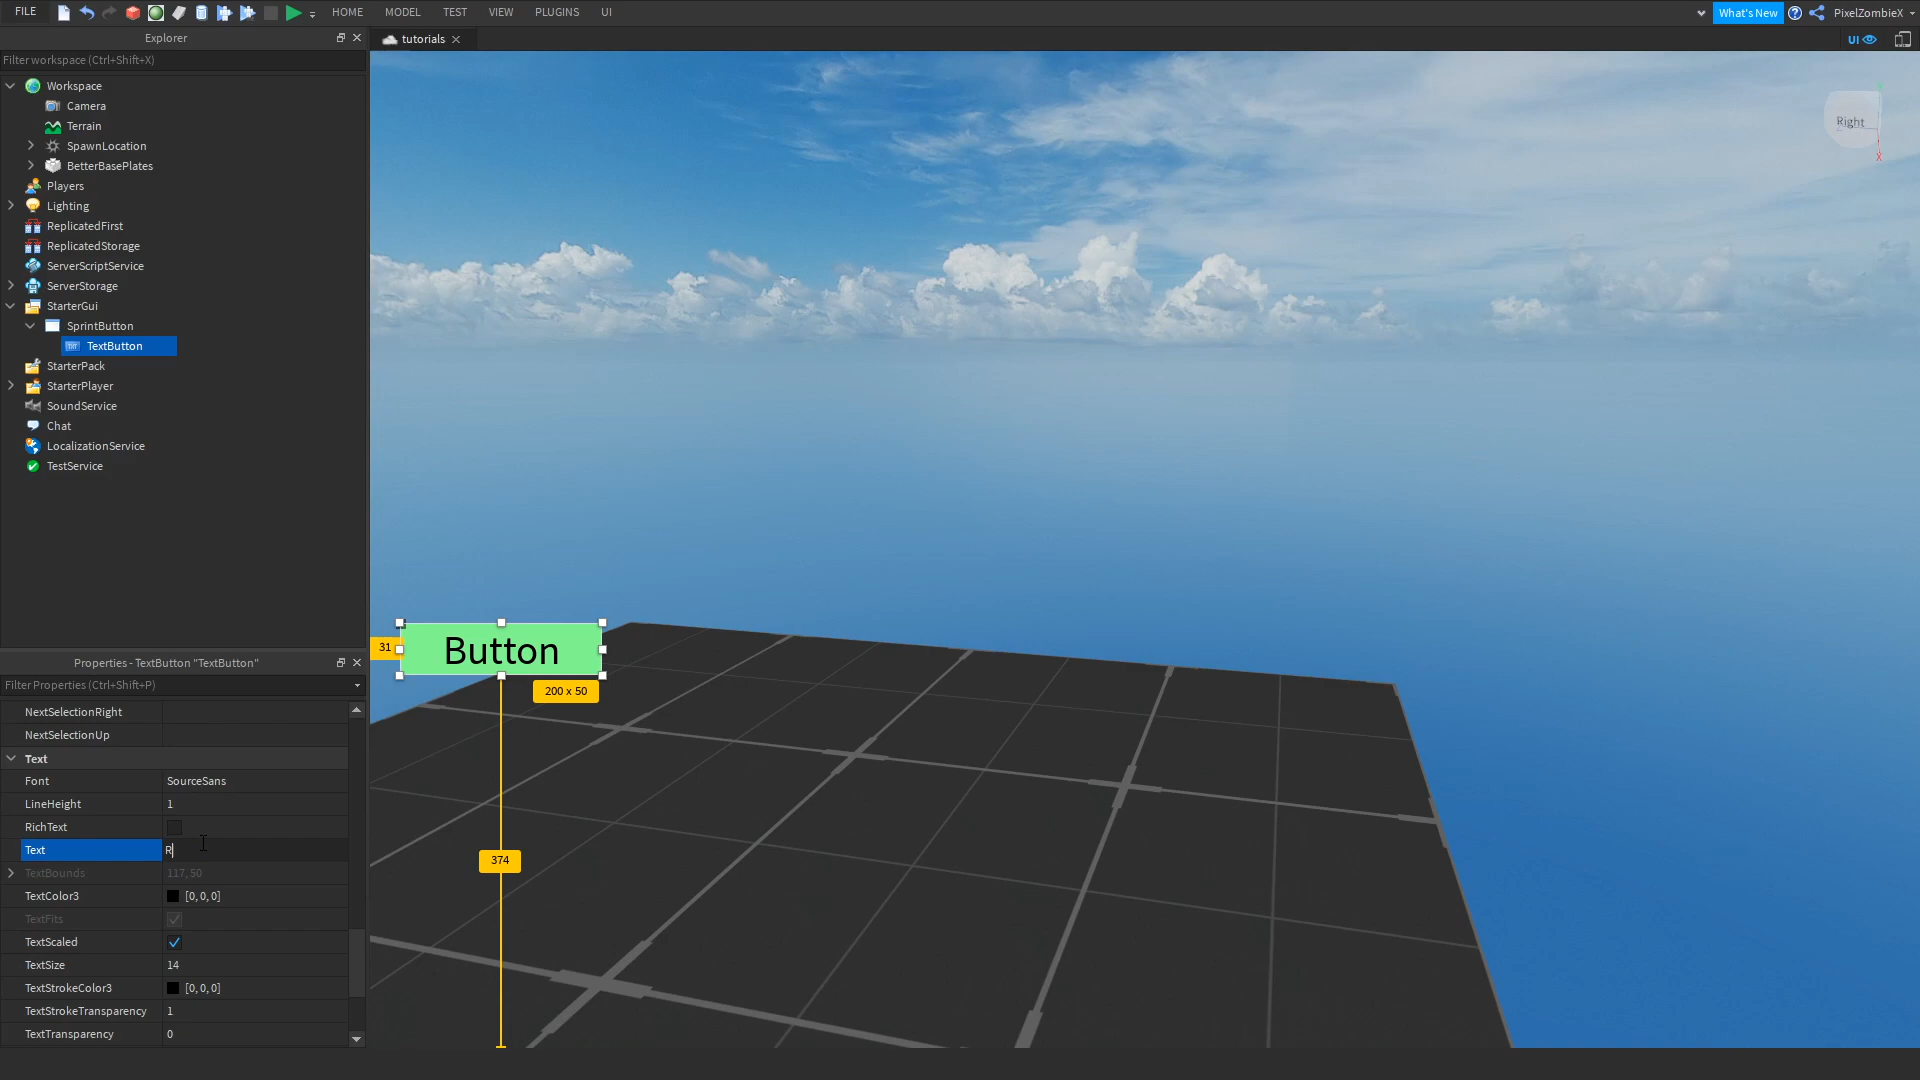 FILE
HOME
MODEL
TEST
VIEW
PLUGINS
UI
What's New
PixelZombieX
Explorer
tutorials
UI
Filter workspace (Ctrl+Shift+X)
Workspace
Camera
Terrain
SpawnLocation
BetterBasePlates
Players
Lighting
ReplicatedFirst
ReplicatedStorage
ServerScriptService
ServerStorage
StarterGui
SprintButton
TextButton
StarterPack
StarterPlayer
SoundService
Chat
LocalizationService
TestService
Right
X
31
Button
200 x 50
374
Properties - TextButton "TextButton"
Filter Properties (Ctrl+Shift+P)
NextSelectionRight
NextSelectionUp
Text
Font SourceSans
LineHeight 1
RichText
Text R
TextBounds 117, 50
TextColor3 [0, 0, 0]
TextFits
TextScaled
TextSize 14
TextStrokeColor3 [0, 0, 0]
TextStrokeTransparency 1
TextTransparency 0